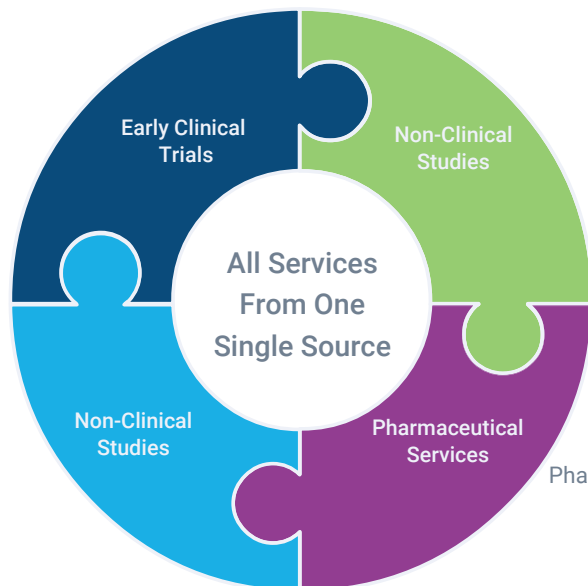 Early Clinical
Trials
Non-Clinical
Studies
All Services
From One
Single Source
Non-Clinical
Studies
Pharmaceutical
Services
Pha